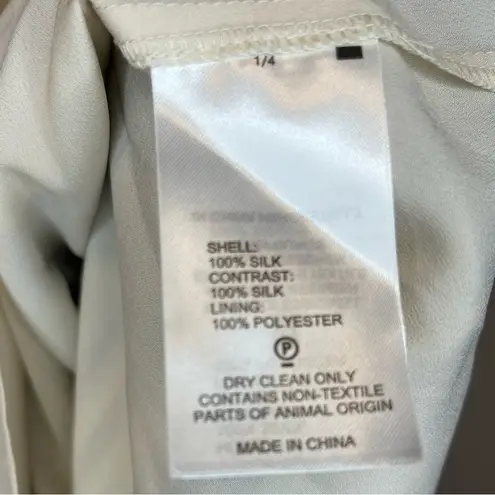 1/4
SHELL:
100% SILK
CONTRAST:
100% SILK
LINING:
100% POLYESTER
P
DRY CLEAN ONLY
CONTAINS NON-TEXTILE
PARTS OF ANIMAL ORIGIN
MADE IN CHINA